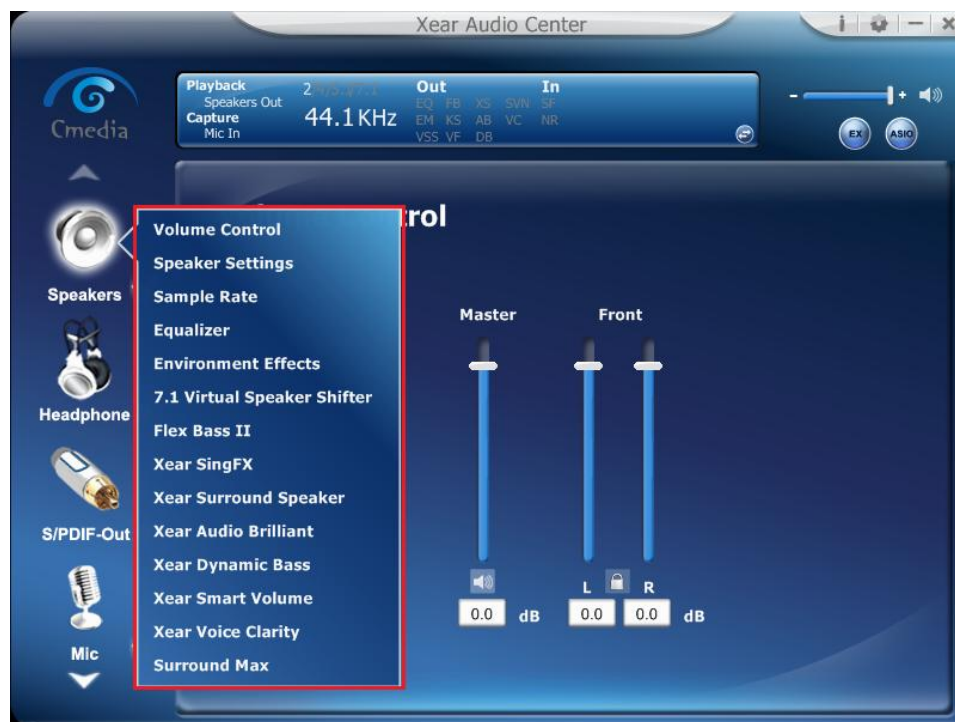 Xear Audio Center
i
Cmedia
Playback
Speakers Out
Capture
Mic In
2
44.1KHz
Out In
EQ FB XS SVN SF
EM KS AB VC NR
VSS VF DB
- +
EX ASIO
trol
Speakers
Headphone
S/PDIF-Out
Mic
Volume Control
Speaker Settings
Sample Rate
Equalizer
Environment Effects
7.1 Virtual Speaker Shifter
Flex Bass II
Xear SingFX
Xear Surround Speaker
Xear Audio Brilliant
Xear Dynamic Bass
Xear Smart Volume
Xear Voice Clarity
Surround Max
Master Front
L R
0.0 dB 0.0 0.0 dB